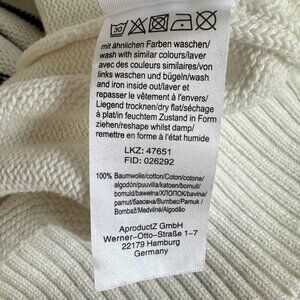 30
mit ähnlichen Farben waschen/
wash with similar colours/laver
avec des couleurs similaires/von
links waschen und bügeln/wash
and iron inside out/laver et
repasser le vêtement à l'envers/
Liegend trocknen/dry flat/séchage
à plat/in feuchtem Zustand in Form
ziehen/reshape whilst damp/
remettre en forme à l'état humide
LKZ: 47651
FID: 026292
100% Baumwolle/cotton/Coton/cotone/
algodón/puuvilla/katoen/bomull/
bomuld/bawełna/ХЛОПОК/bavlna/
pamut/бавовна/Bumbac/Pamuk /
Bombaž/Medvilnė/Algodão
AproductZ GmbH
Werner-Otto-Straße 1-7
22179 Hamburg
Germany